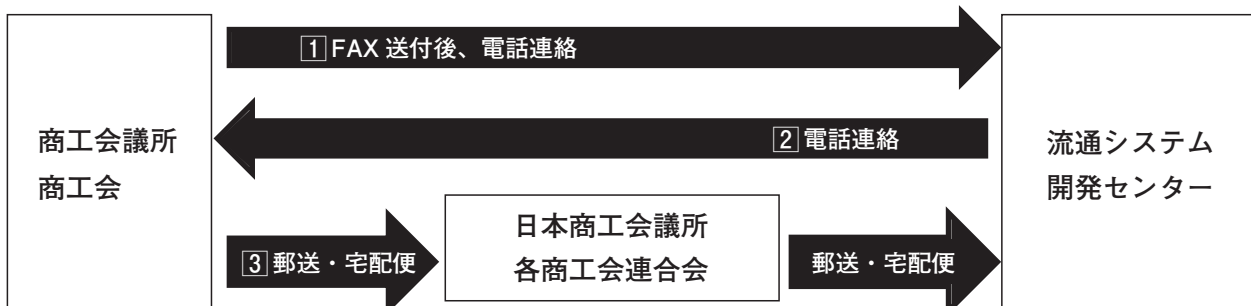 1 FAX 送付後、電話連絡
商工会議所
商工会
2 電話連絡
流通システム
開発センター
3 郵送・宅配便
日本商工会議所
各商工会連合会
郵送・宅配便